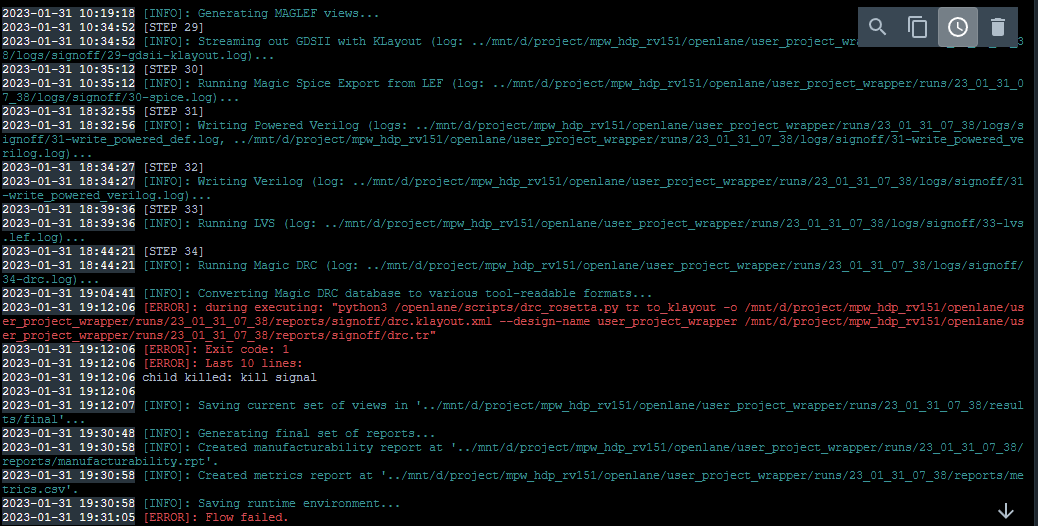 2023-01-31 10:19:18 [INFO]: Generating MAGLEF views...
2023-01-31 10:34:52 [STEP 29]
2023-01-31 10:34:52 [INFO]: Streaming out GDSII with KLayout (log: ../mnt/d/project/mpw_hdp_rv151/openlane/user_project_wra 3
8/logs/signoff/29-gdsii-klayout.log)...
2023-01-31 10:35:12 [STEP 30]
2023-01-31 10:35:12 [INFO]: Running Magic Spice Export from LEF (log: ../mnt/d/project/mpw_hdp_rv151/openlane/user_project_wrapper/runs/23_01_31_0
7_38/logs/signoff/30-spice.log)...
2023-01-31 18:32:55 [STEP 31]
2023-01-31 18:32:56 [INFO]: Writing Powered Verilog (logs: ../mnt/d/project/mpw_hdp_rv151/openlane/user_project_wrapper/runs/23_01_31_07_38/logs/s
ignoff/31-write_powered_def.log, ../mnt/d/project/mpw_hdp_rv151/openlane/user_project_wrapper/runs/23_01_31_07_38/logs/signoff/31-write_powered_ve
rilog.log)...
2023-01-31 18:34:27 [STEP 32]
2023-01-31 18:34:27 [INFO]: Writing Verilog (log: ../mnt/d/project/mpw_hdp_rv151/openlane/user_project_wrapper/runs/23_01_31_07_38/logs/signoff/31
-write_powered_verilog.log)...
2023-01-31 18:39:36 [STEP 33]
2023-01-31 18:39:36 [INFO]: Running LVS (log: ../mnt/d/project/mpw_hdp_rv151/openlane/user_project_wrapper/runs/23_01_31_07_38/logs/signoff/33-lvs
.lef.log)...
2023-01-31 18:44:21 [STEP 34]
2023-01-31 18:44:21 [INFO]: Running Magic DRC (log: ../mnt/d/project/mpw_hdp_rv151/openlane/user_project_wrapper/runs/23_01_31_07_38/logs/signoff/
34-drc.log)...
2023-01-31 19:04:41 [INFO]: Converting Magic DRC database to various tool-readable formats...
2023-01-31 19:12:06 [ERROR]: during executing: "python3 /openlane/scripts/drc_rosetta.py tr to_klayout -o /mnt/d/project/mpw_hdp_rv151/openlane/us
er_project_wrapper/runs/23_01_31_07_38/reports/signoff/drc.klayout.xml --design-name user_project_wrapper /mnt/d/project/mpw_hdp_rv151/openlane/us
er_project_wrapper/runs/23_01_31_07_38/reports/signoff/drc.tr"
2023-01-31 19:12:06 [ERROR]: Exit code: 1
2023-01-31 19:12:06 [ERROR]: Last 10 lines:
2023-01-31 19:12:06 child killed: kill signal
2023-01-31 19:12:06
2023-01-31 19:12:07 [INFO]: Saving current set of views in '../mnt/d/project/mpw_hdp_rv151/openlane/user_project_wrapper/runs/23_01_31_07_38/resul
ts/final'...
2023-01-31 19:30:48 [INFO]: Generating final set of reports...
2023-01-31 19:30:58 [INFO]: Created manufacturability report at '../mnt/d/project/mpw_hdp_rv151/openlane/user_project_wrapper/runs/23_01_31_07_38/
reports/manufacturability.rpt'.
2023-01-31 19:30:58 [INFO]: Created metrics report at '../mnt/d/project/mpw_hdp_rv151/openlane/user_project_wrapper/runs/23_01_31_07_38/reports/me
trics.csv'.
2023-01-31 19:30:58 [INFO]: Saving runtime environment...
2023-01-31 19:31:05 [ERROR]: Flow failed.